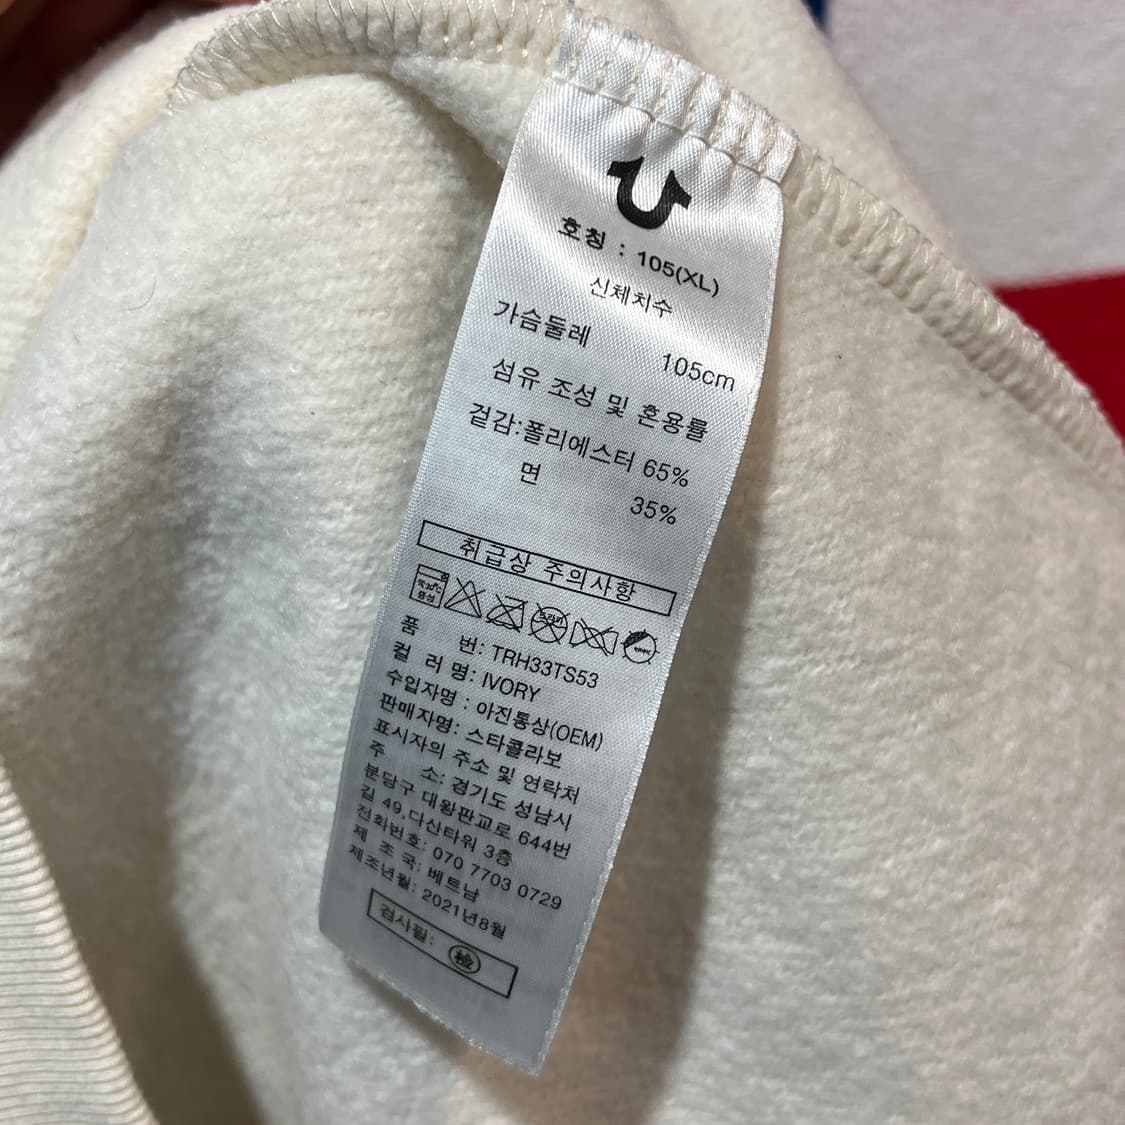 호칭 : 105(XL)
신체치수
가슴둘레 105cm
섬유 조성 및 혼용률
겉감:폴리에스터 65%
면 35%
취급상 주의사항
품 번: TRH33TS53
컬 러 명: IVORY
수입자명 : 아진통상(OEM)
판매자명: 스타콜라보
표시자의 주소 및 연락처
주 소: 경기도 성남시
분당구 대왕판교로 644번
길 49,다산타워 3층
전화번호: 070 7703 0729
제 조 국: 베트남
제조년월: 2021년8월
검사필: 檢